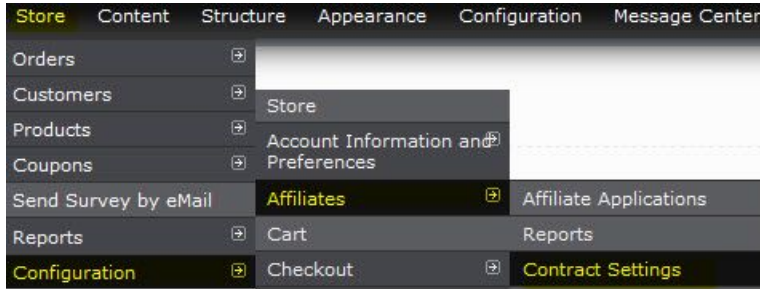 Store Content Structure Appearance Configuration Message Center
Orders
Customers
Products
Coupons
Send Survey by eMail
Reports
Configuration
Store
Account Information and
Preferences
Affiliates
Cart
Checkout
Affiliate Applications
Reports
Contract Settings